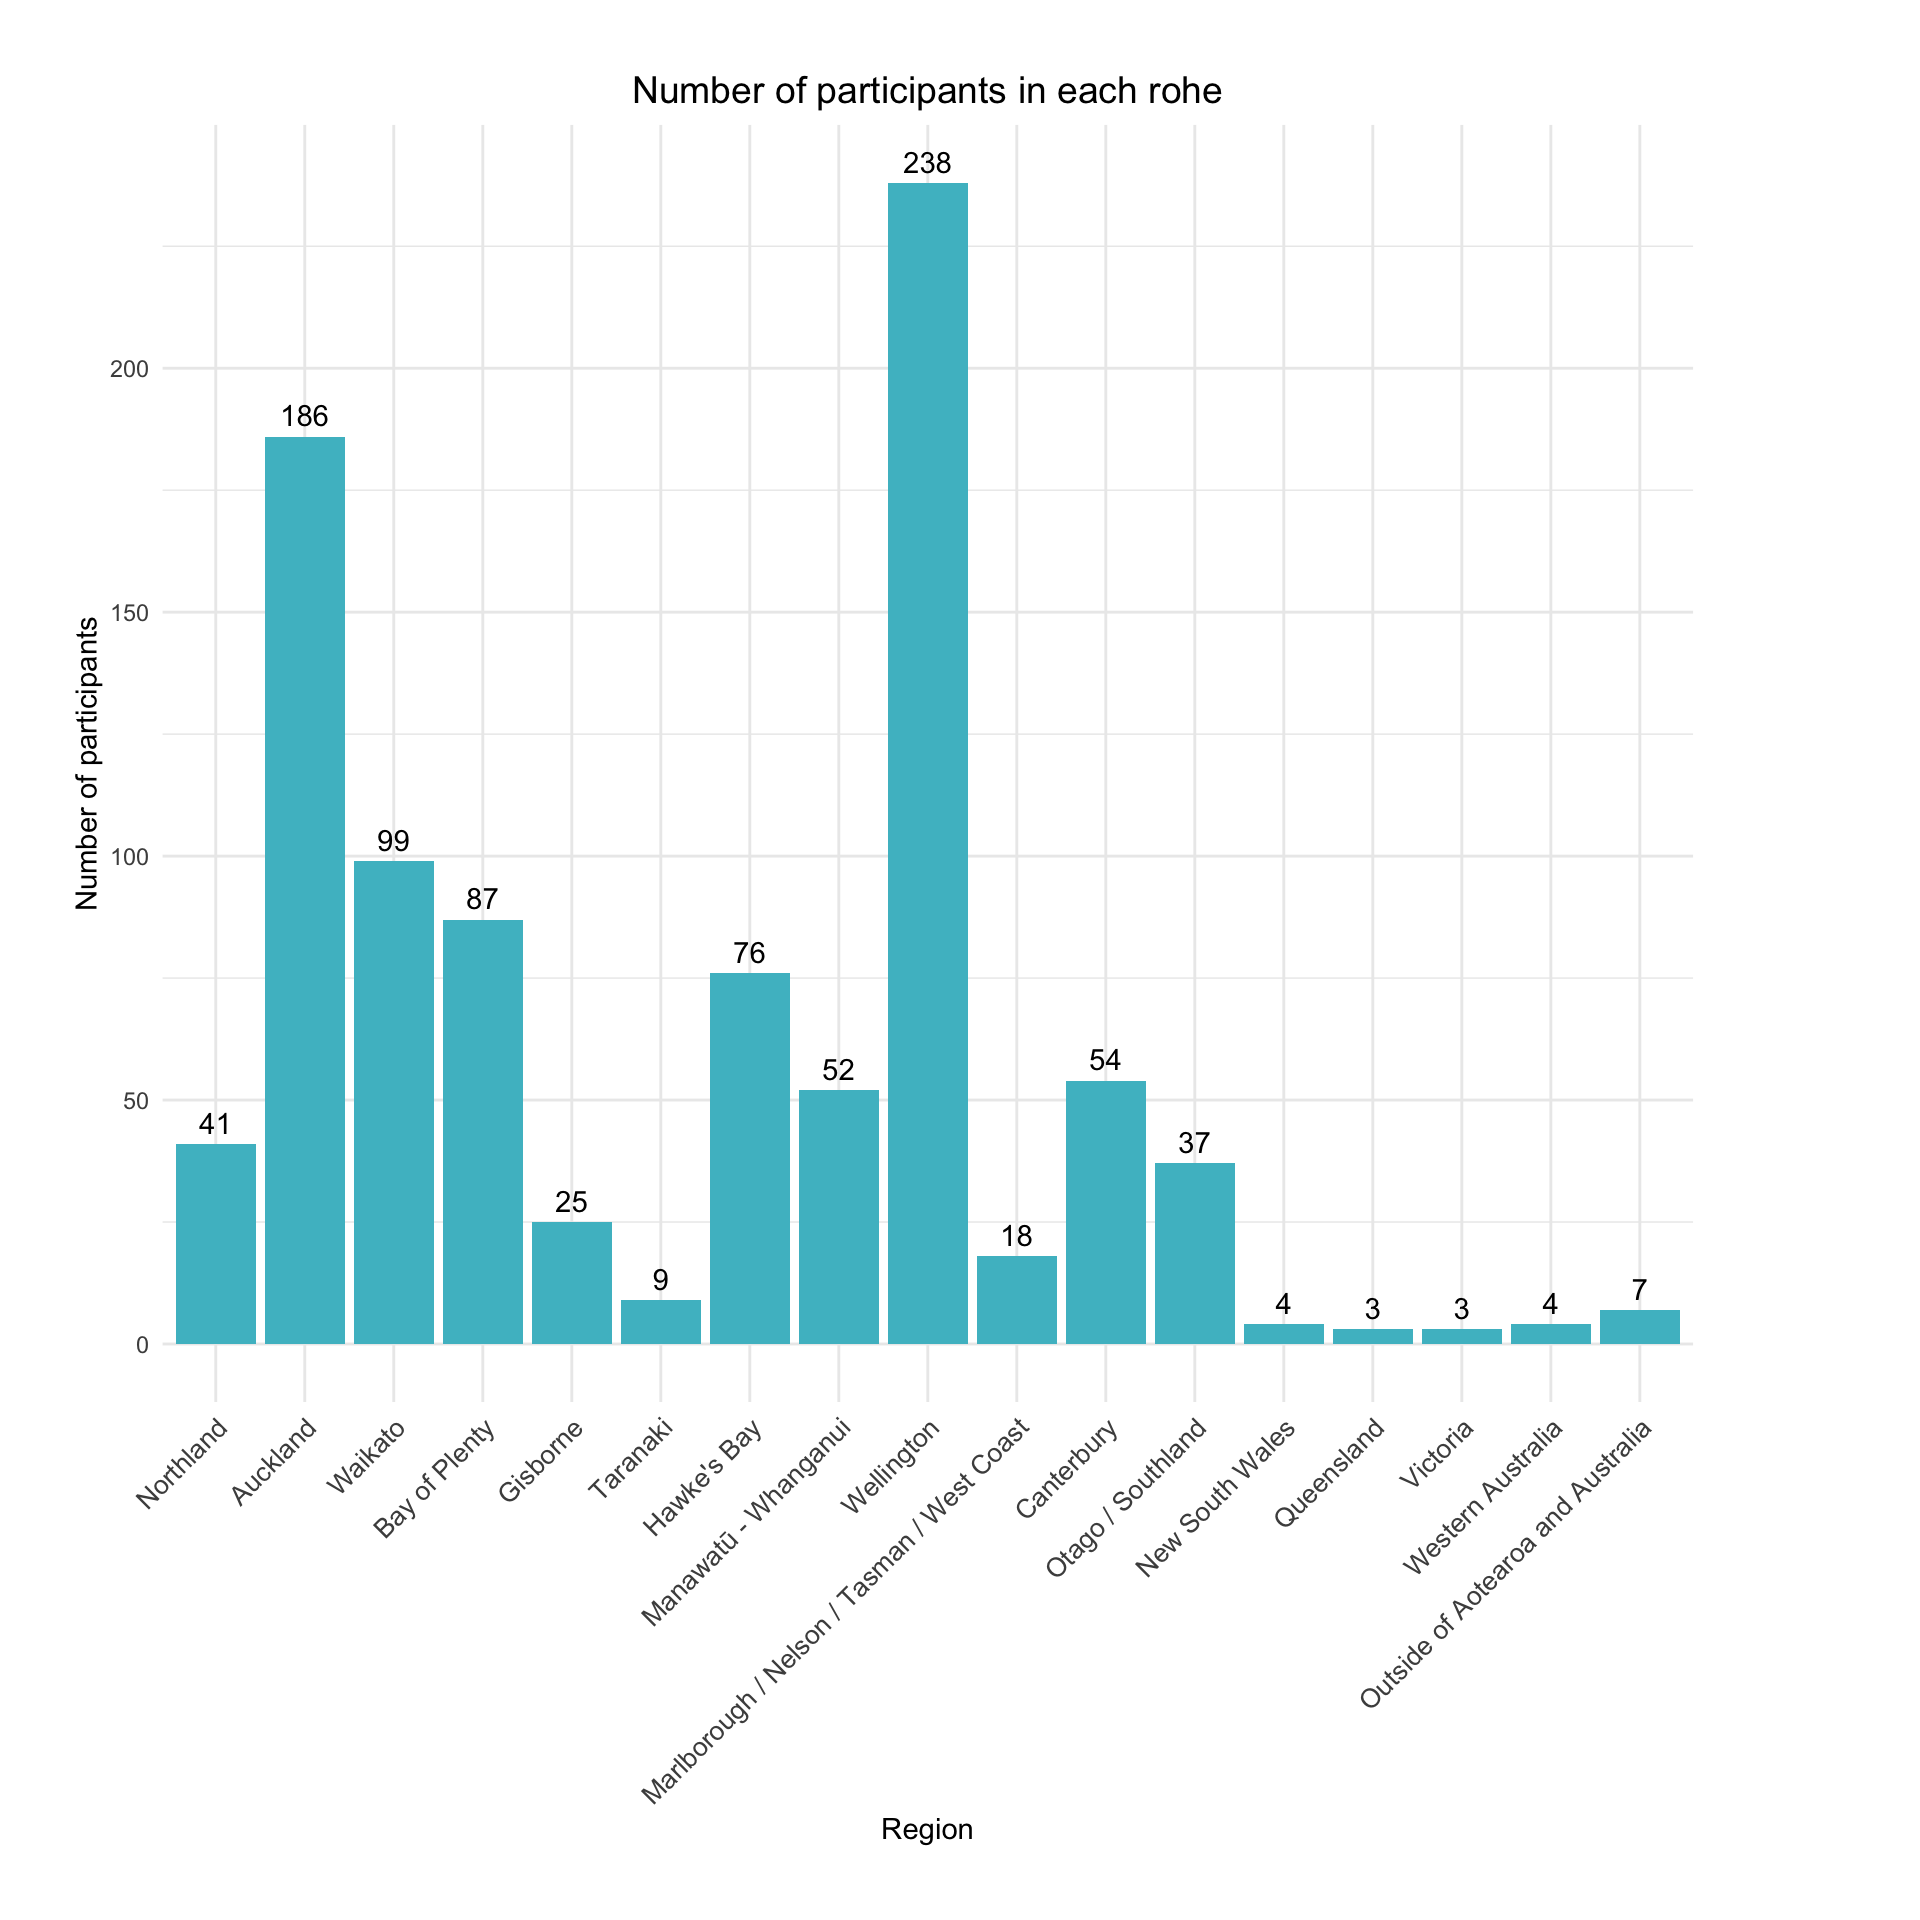 Number of participants in each rohe
Number of participants
200
150
100
50
0
41
186
99
87
25
9
76
52
238
18
54
37
4
3
3
4
7
Northland
Auckland
Waikato
Bay of Plenty
Gisborne
Taranaki
Hawke's Bay
Manawatū - Whanganui
Wellington
Marlborough / Nelson / Tasman / West Coast
Canterbury
Otago / Southland
New South Wales
Queensland
Victoria
Western Australia
Outside of Aotearoa and Australia
Region